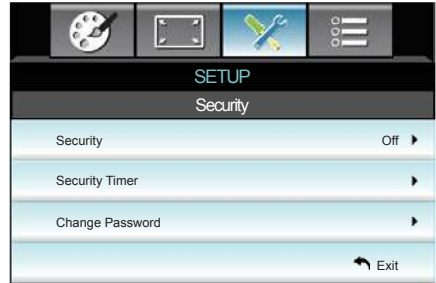 SETUP
Security
Security Off
Security Timer
Change Password
Exit